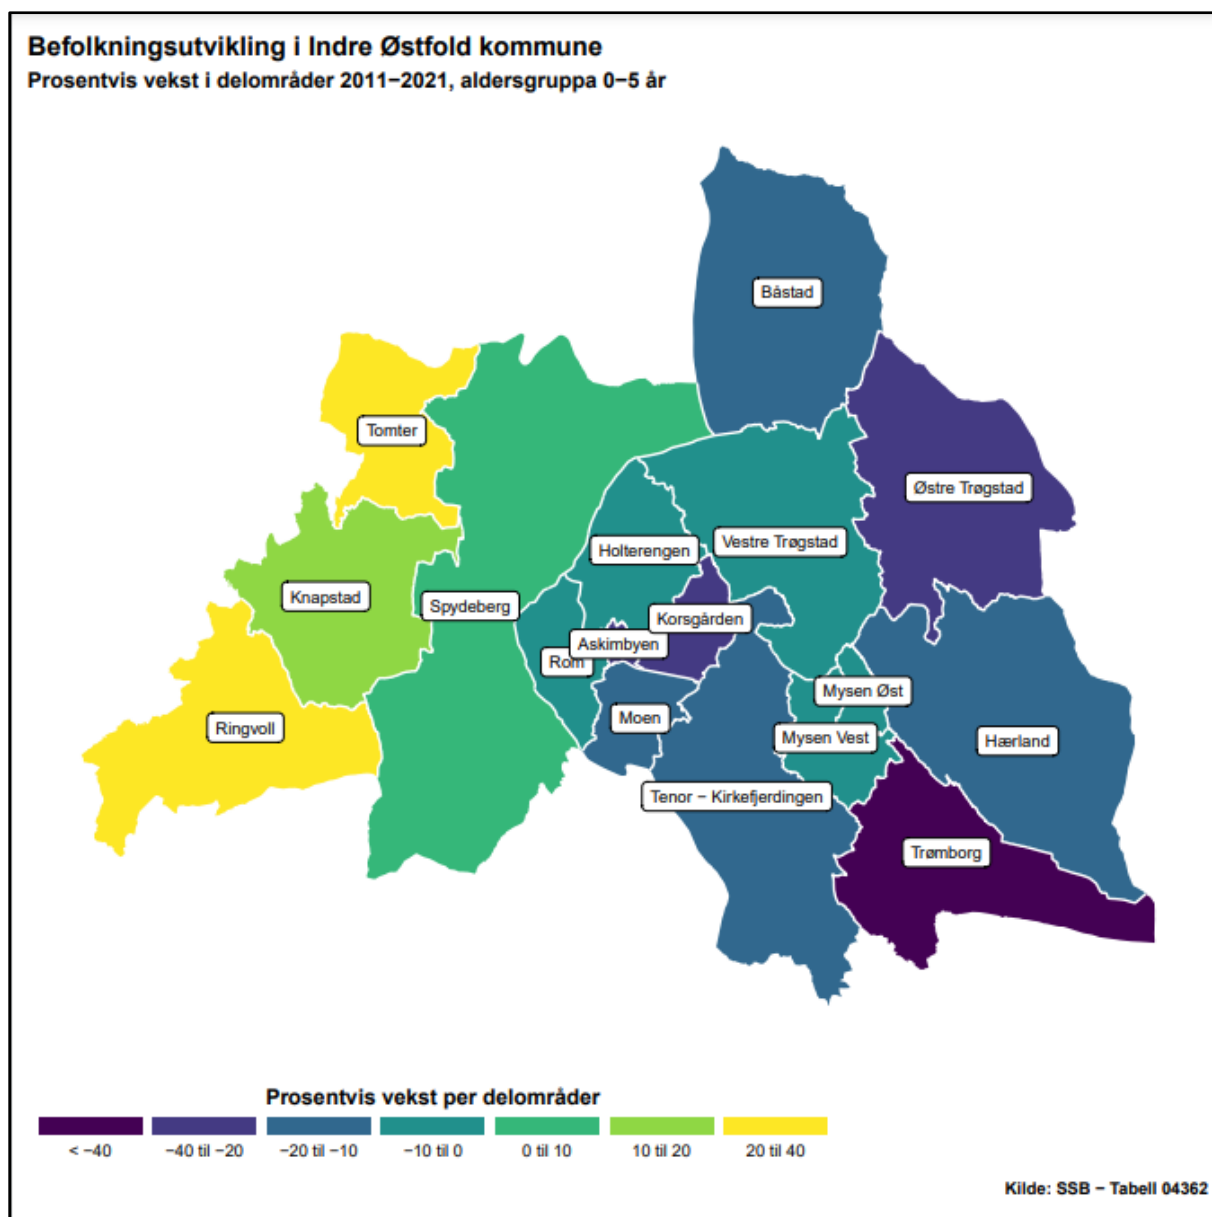 Befolkningsutvikling i Indre Østfold kommune
Prosentvis vekst i delområder 2011−2021, aldersgruppa 0−5 år
Båstad
Tomter
Østre Trøgstad
Vestre Trøgstad
Holterengen
Knapstad
Spydeberg
Korsgården
Askimbyen
Rom
Mysen Øst
Moen
Ringvoll
Mysen Vest
Hærland
Tenor − Kirkefjerdingen
Trømborg
Prosentvis vekst per delområder
< −40
−40 til −20
−20 til −10
−10 til 0
0 til 10
10 til 20
20 til 40
Kilde: SSB − Tabell 04362